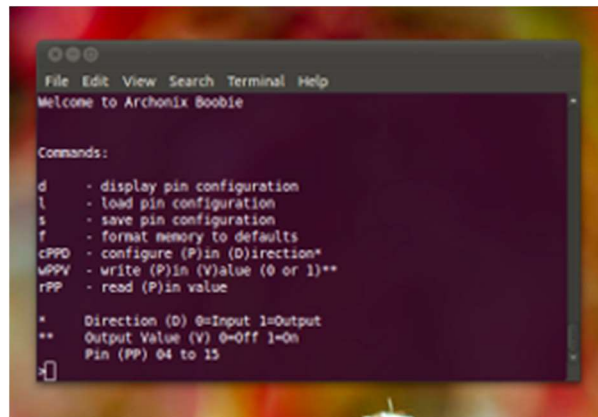 File Edit View Search Terminal Help
Welcome to Archonix Boobie
Commands:
d - display pin configuration
l - load pin configuration
s - save pin configuration
f - format memory to defaults
cPPD - configure (P)in (D)irection*
wPPV - write (P)in (V)alue (0 or 1)**
rPP - read (P)in value
* Direction (D) 0=Input 1=Output
** Output Value (V) 0=Off 1=On
Pin (PP) 04 to 15
>